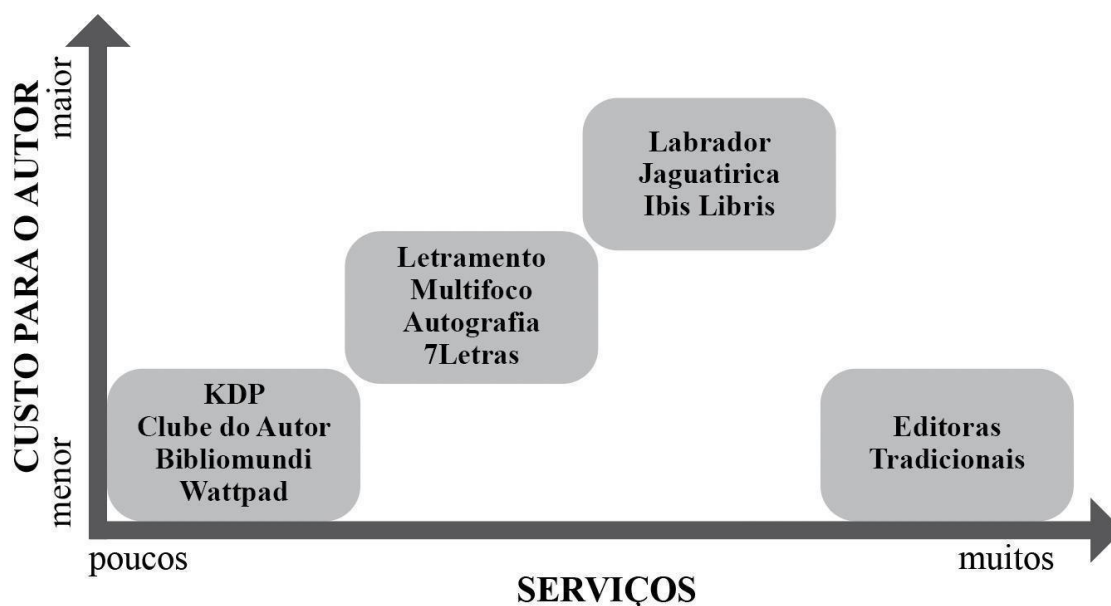 CUSTO PARA O AUTOR
maior
menor
Labrador
Jaguatirica
Ibis Libris
Letramento
Multifoco
Autografia
7Letras
KDP
Clube do Autor
Bibliomundi
Wattpad
Editoras
Tradicionais
poucos
muitos
SERVIÇOS